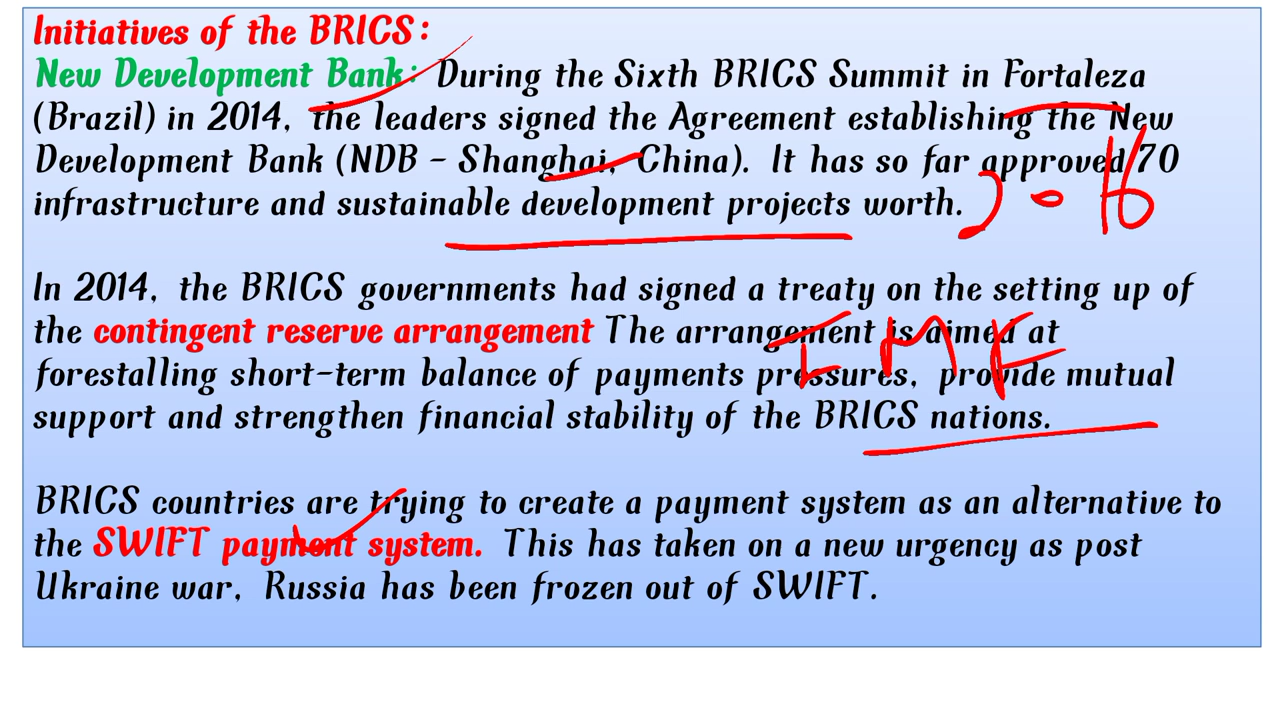 Initiatives of the BRICS:
New Development Bank: During the Sixth BRICS Summit in Fortaleza
(Brazil) in 2014, the leaders signed the Agreement establishing the New
Development Bank (NDB - Shanghai, China). It has so far approved 70
infrastructure and sustainable development projects worth.
2016
In 2014, the BRICS governments had signed a treaty on the setting up of
the contingent reserve arrangement The arrangement is aimed at
IMF
forestalling short-term balance of payments pressures, provide mutual
support and strengthen financial stability of the BRICS nations.
BRICS countries are trying to create a payment system as an alternative to
the SWIFT payment system. This has taken on a new urgency as post
Ukraine war, Russia has been frozen out of SWIFT.